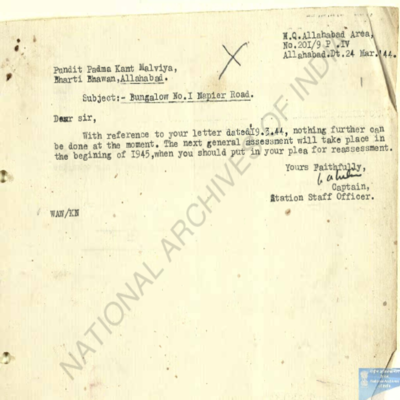 H.Q.Allahabad Area,
No.201/9 P .IV
Allahabad.Dt.24 Mar.'44.
Pundit Padma Kant Malviya,
Bharti Bhawan,Allahabad.
Subject:- Bungalow No.I Napier Road.
Dear sir,
With reference to your letter dated19.3.44, nothing further can
be done at the moment. The next general assessment will take place in
the begining of 1945,when you should put in your plea for reassessment.
Yours Faithfully,
Captain,
Station Staff Officer.
WAN/KN
NATIONAL ARCHIVES OF INDIA